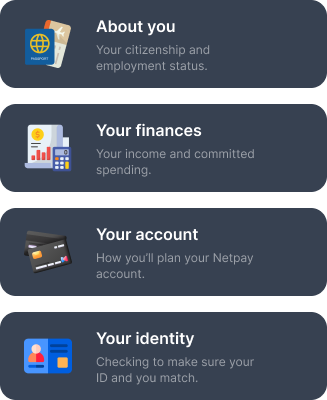 About you
Your citizenship and
employment status.
PASSPORT
Your finances
Your income and committed
spending.
Your account
How you'll plan your Netpay
account.
Your identity
Checking to make sure your
ID and you match.